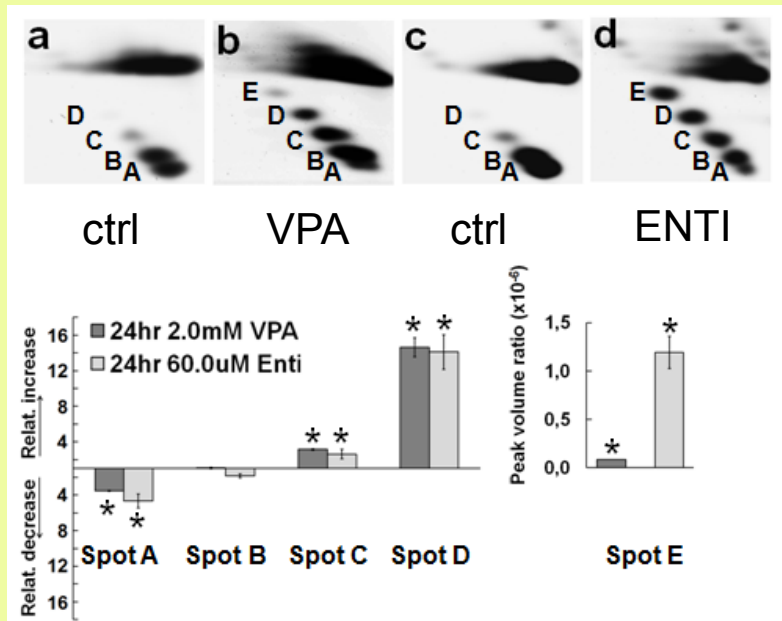 a b c d
E E
D D D D
C C C C
B B B B
A A A A
ctrl VPA ctrl ENTI
Relat. increase
Relat. decrease
16
12
8
4
4
8
12
16
24hr 2.0mM VPA
24hr 60.0uM Enti
* * * * * *
Spot A Spot B Spot C Spot D
Peak volume ratio (x10-6)
1,5
1,0
0,5
0,0
* *
Spot E